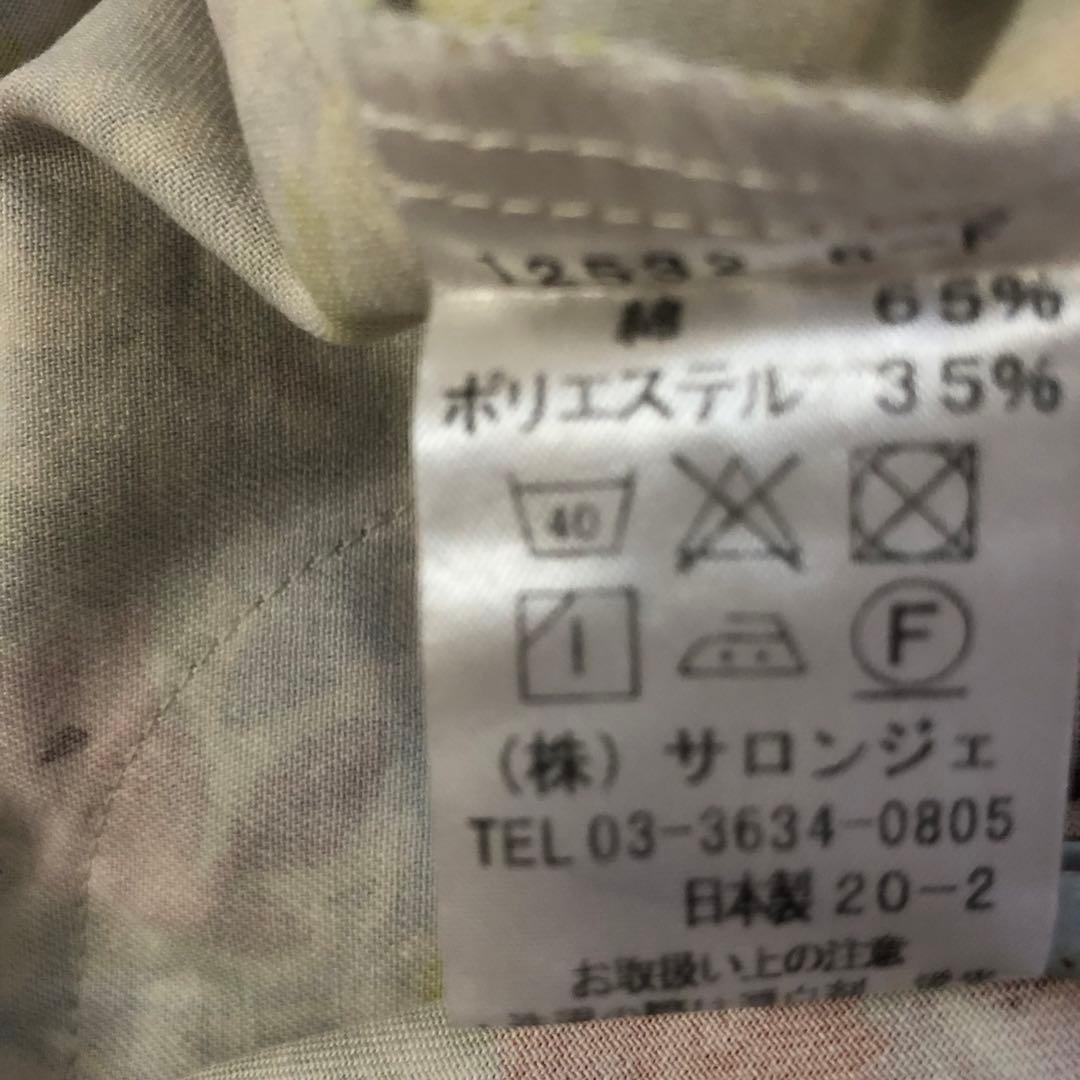 綿 65%
ポリエステル 35%
40
F
(株) サロンジェ
TEL 03-3634-0805
日本製 20-2
お取扱い上の注意